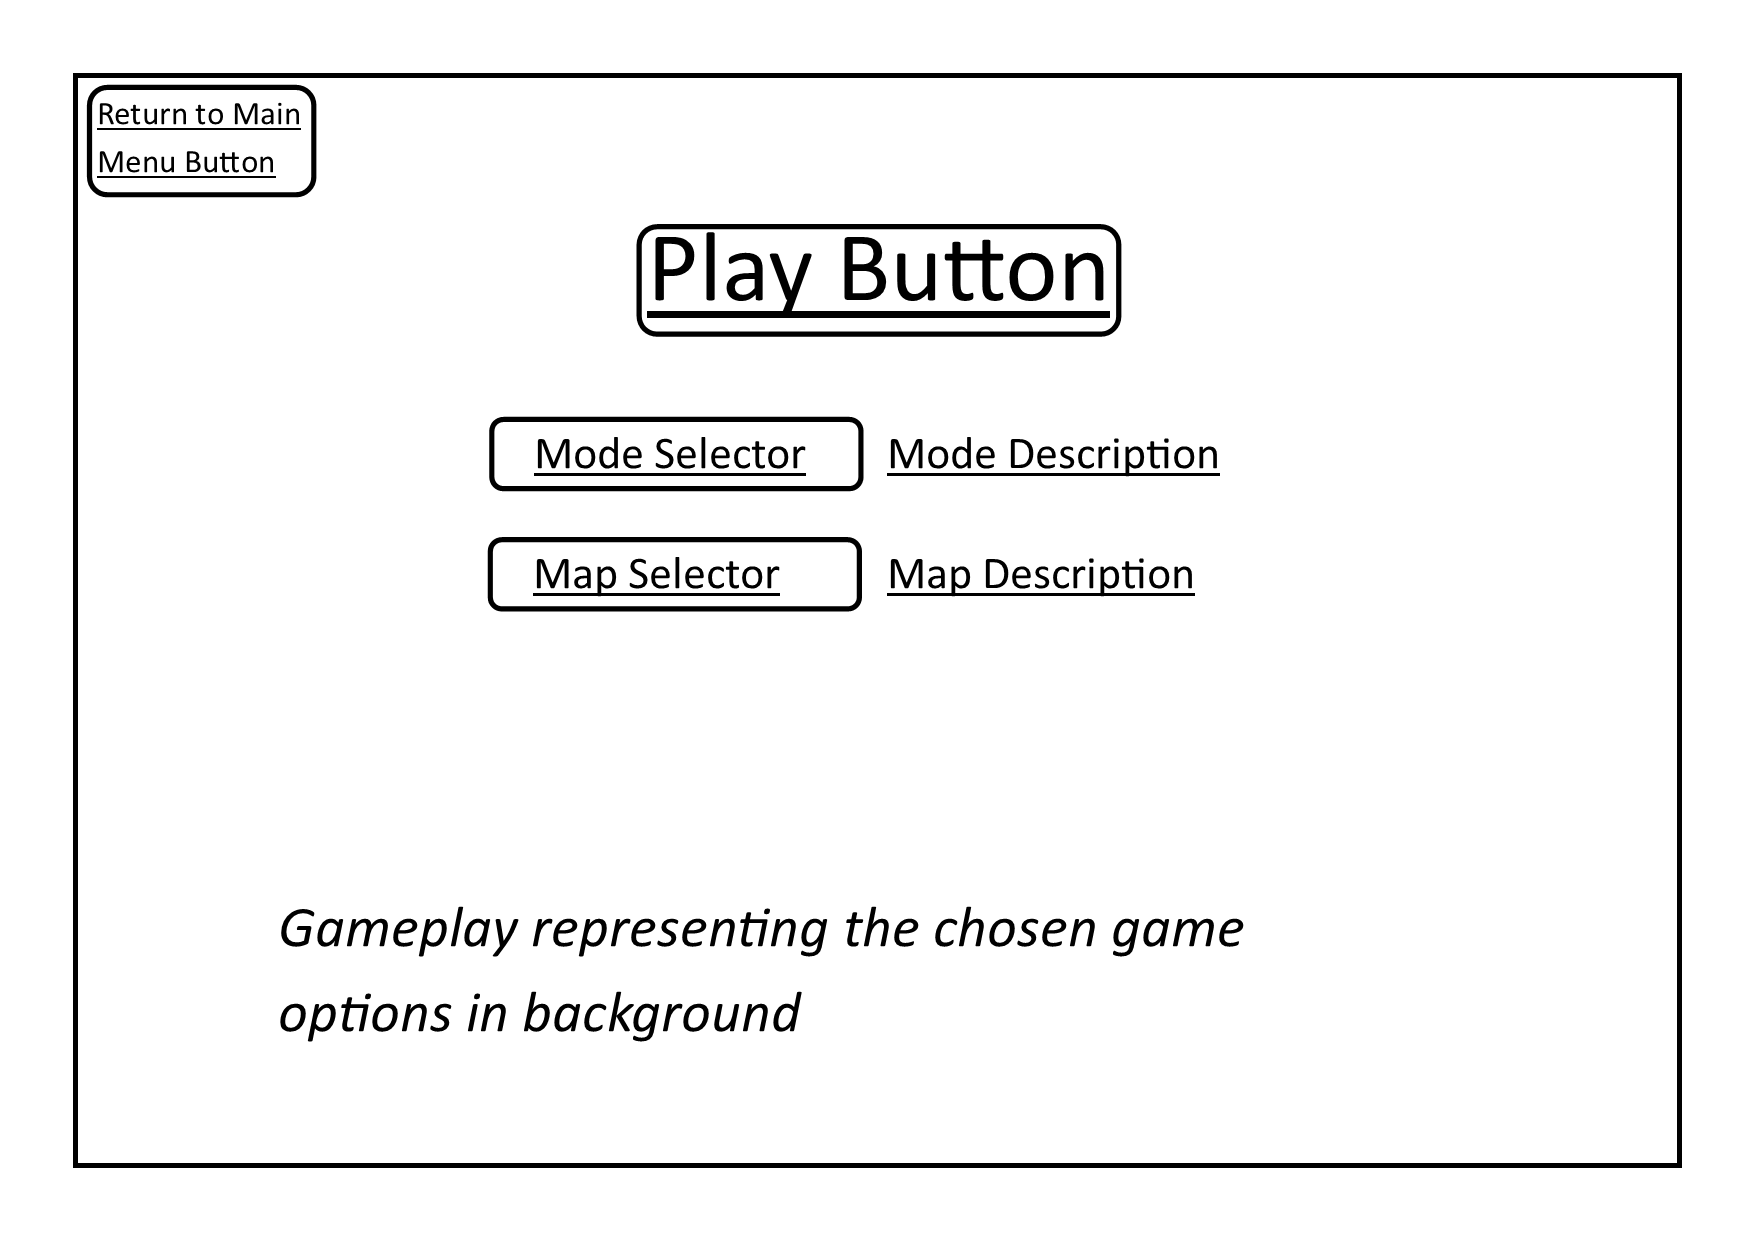 Return to Main
Menu Button
Play Button
Mode Selector
Mode Description
Map Selector
Map Description
Gameplay representing the chosen game
options in background